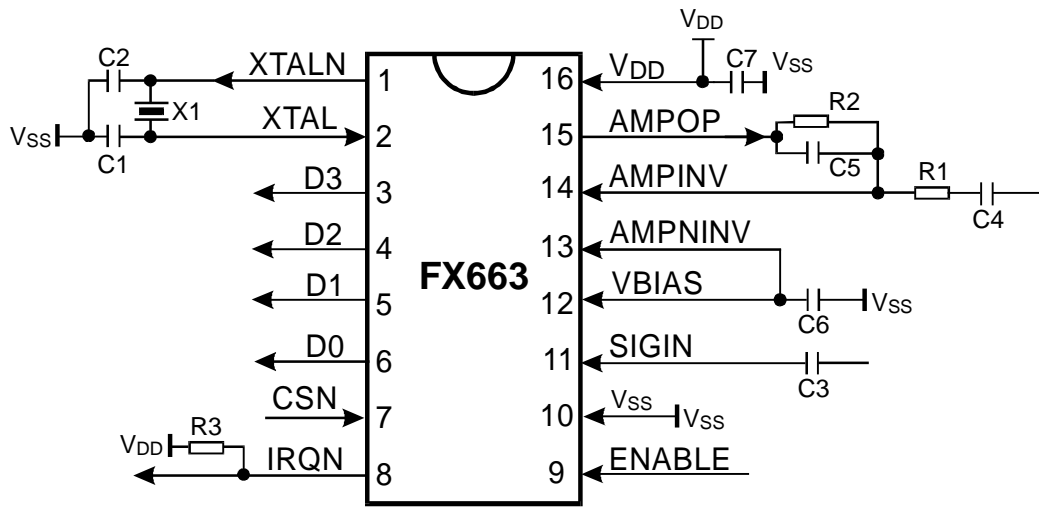 VDD
C2
XTALN
1
16
VDD
C7
VSS
X1
R2
VSS
C1
XTAL
2
15
AMPOP
C5
D3
3
14
AMPINV
R1
C4
D2
4
13
AMPNINV
FX663
D1
5
12
VBIAS
C6
VSS
D0
6
11
SIGIN
C3
CSN
7
10
VSS
VSS
VDD
R3
IRQN
8
9
ENABLE